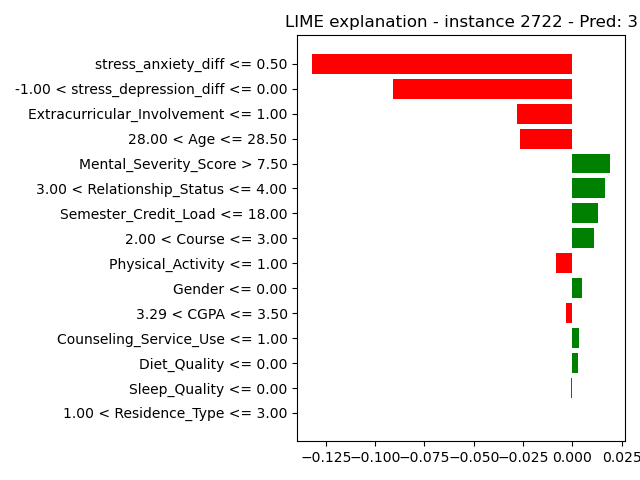 LIME explanation - instance 2722 - Pred: 3
stress_anxiety_diff <= 0.50
-1.00 < stress_depression_diff <= 0.00
Extracurricular_Involvement <= 1.00
28.00 < Age <= 28.50
Mental_Severity_Score > 7.50
3.00 < Relationship_Status <= 4.00
Semester_Credit_Load <= 18.00
2.00 < Course <= 3.00
Physical_Activity <= 1.00
Gender <= 0.00
3.29 < CGPA <= 3.50
Counseling_Service_Use <= 1.00
Diet_Quality <= 0.00
Sleep_Quality <= 0.00
1.00 < Residence_Type <= 3.00
−0.125 −0.100 −0.075 −0.050 −0.025 0.000 0.025